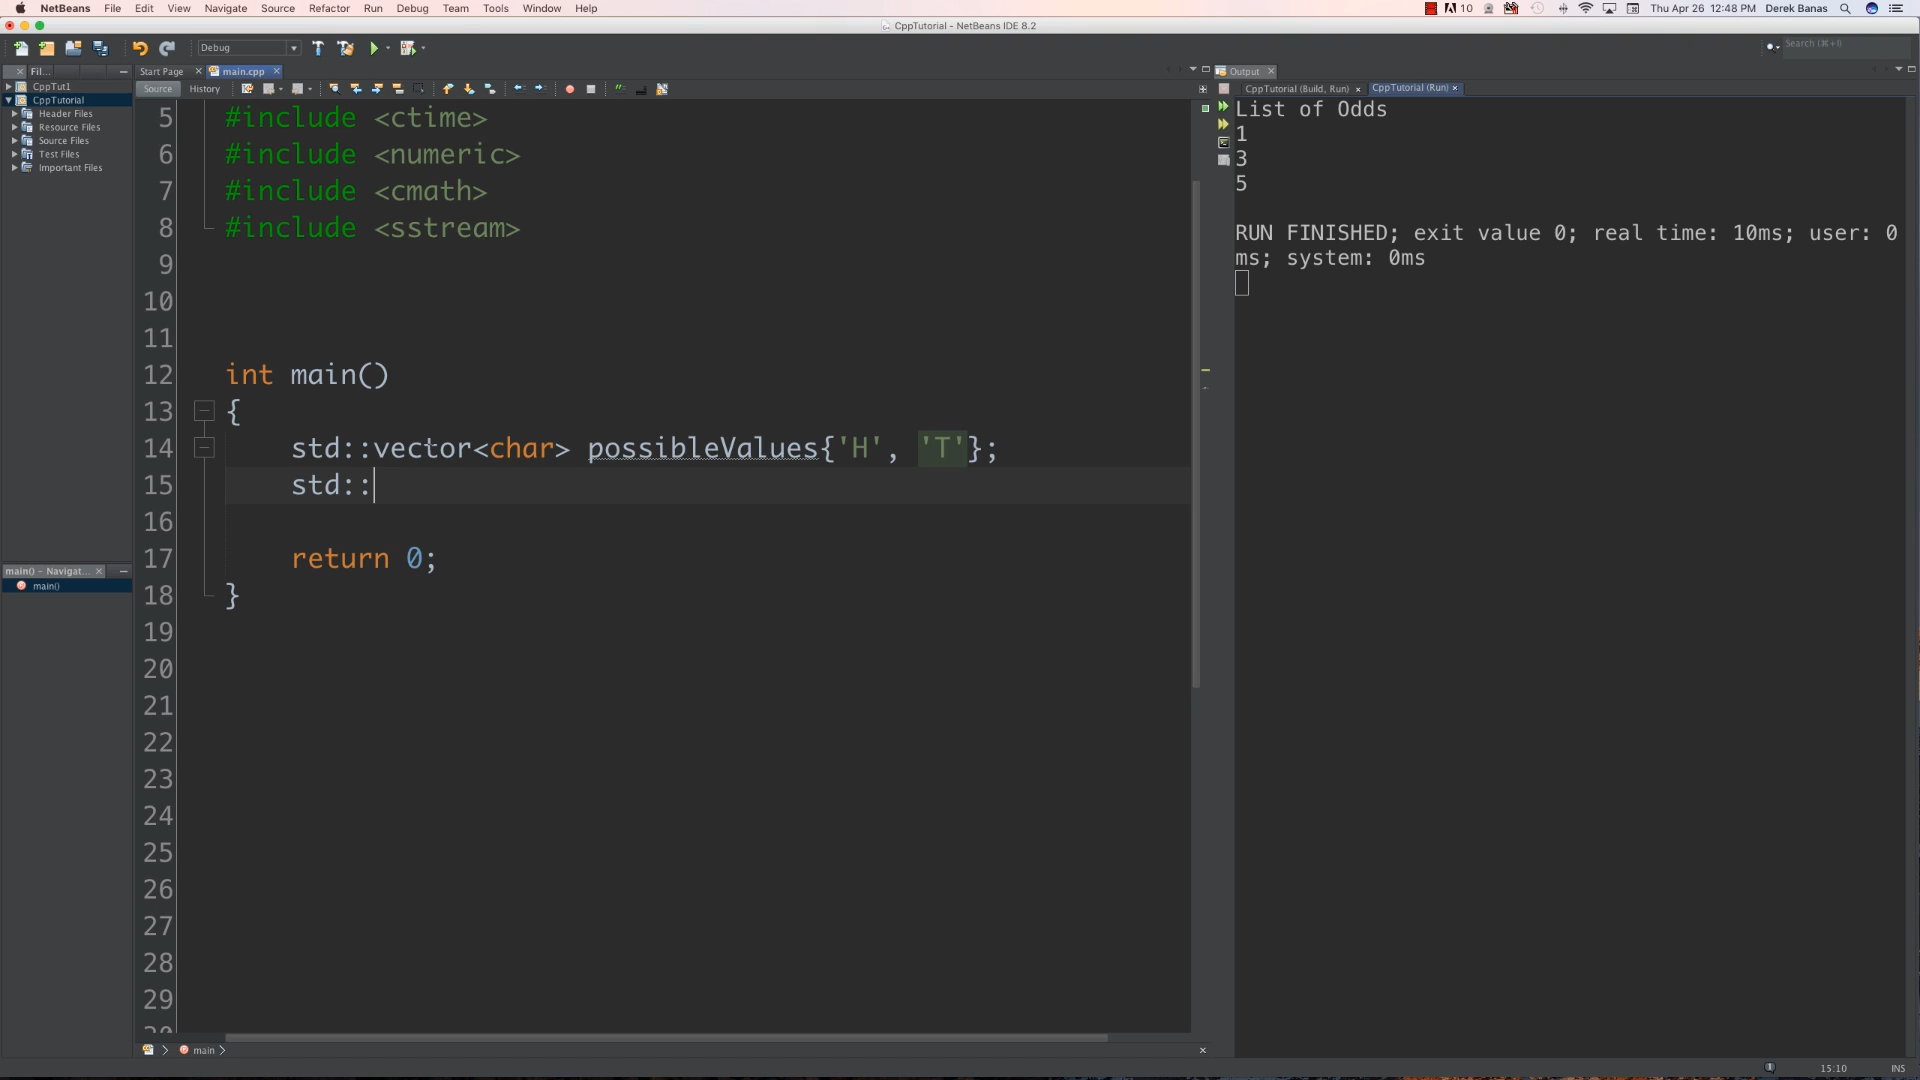 NetBeans File Edit View Navigate Source Refactor Run Debug Team Tools Window Help 10 Thu Apr 26 12:48 PM Derek Banas
CppTutorial - NetBeans IDE 8.2
Debug
Search (⌘+I)
Fil...
CppTut1
CppTutorial
Header Files
Resource Files
Source Files
Test Files
Important Files
main() - Navigat...
main()
Start Page main.cpp
Source History
5 #include <ctime>
6 #include <numeric>
7 #include <cmath>
8 #include <sstream>
9
10
11
12 int main()
13 {
14 std::vector<char> possibleValues{'H', 'T'};
15 std::
16
17 return 0;
18 }
19
20
21
22
23
24
25
26
27
28
29
main
Output
CppTutorial (Build, Run) CppTutorial (Run)
List of Odds
1
3
5
RUN FINISHED; exit value 0; real time: 10ms; user: 0
ms; system: 0ms
15:10 INS